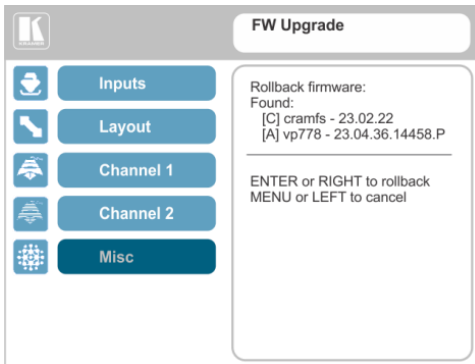 FW Upgrade
Inputs
Layout
Channel 1
Channel 2
Misc
Rollback firmware:
Found:
[C] cramfs - 23.02.22
[A] vp778 - 23.04.36.14458.P
ENTER or RIGHT to rollback
MENU or LEFT to cancel